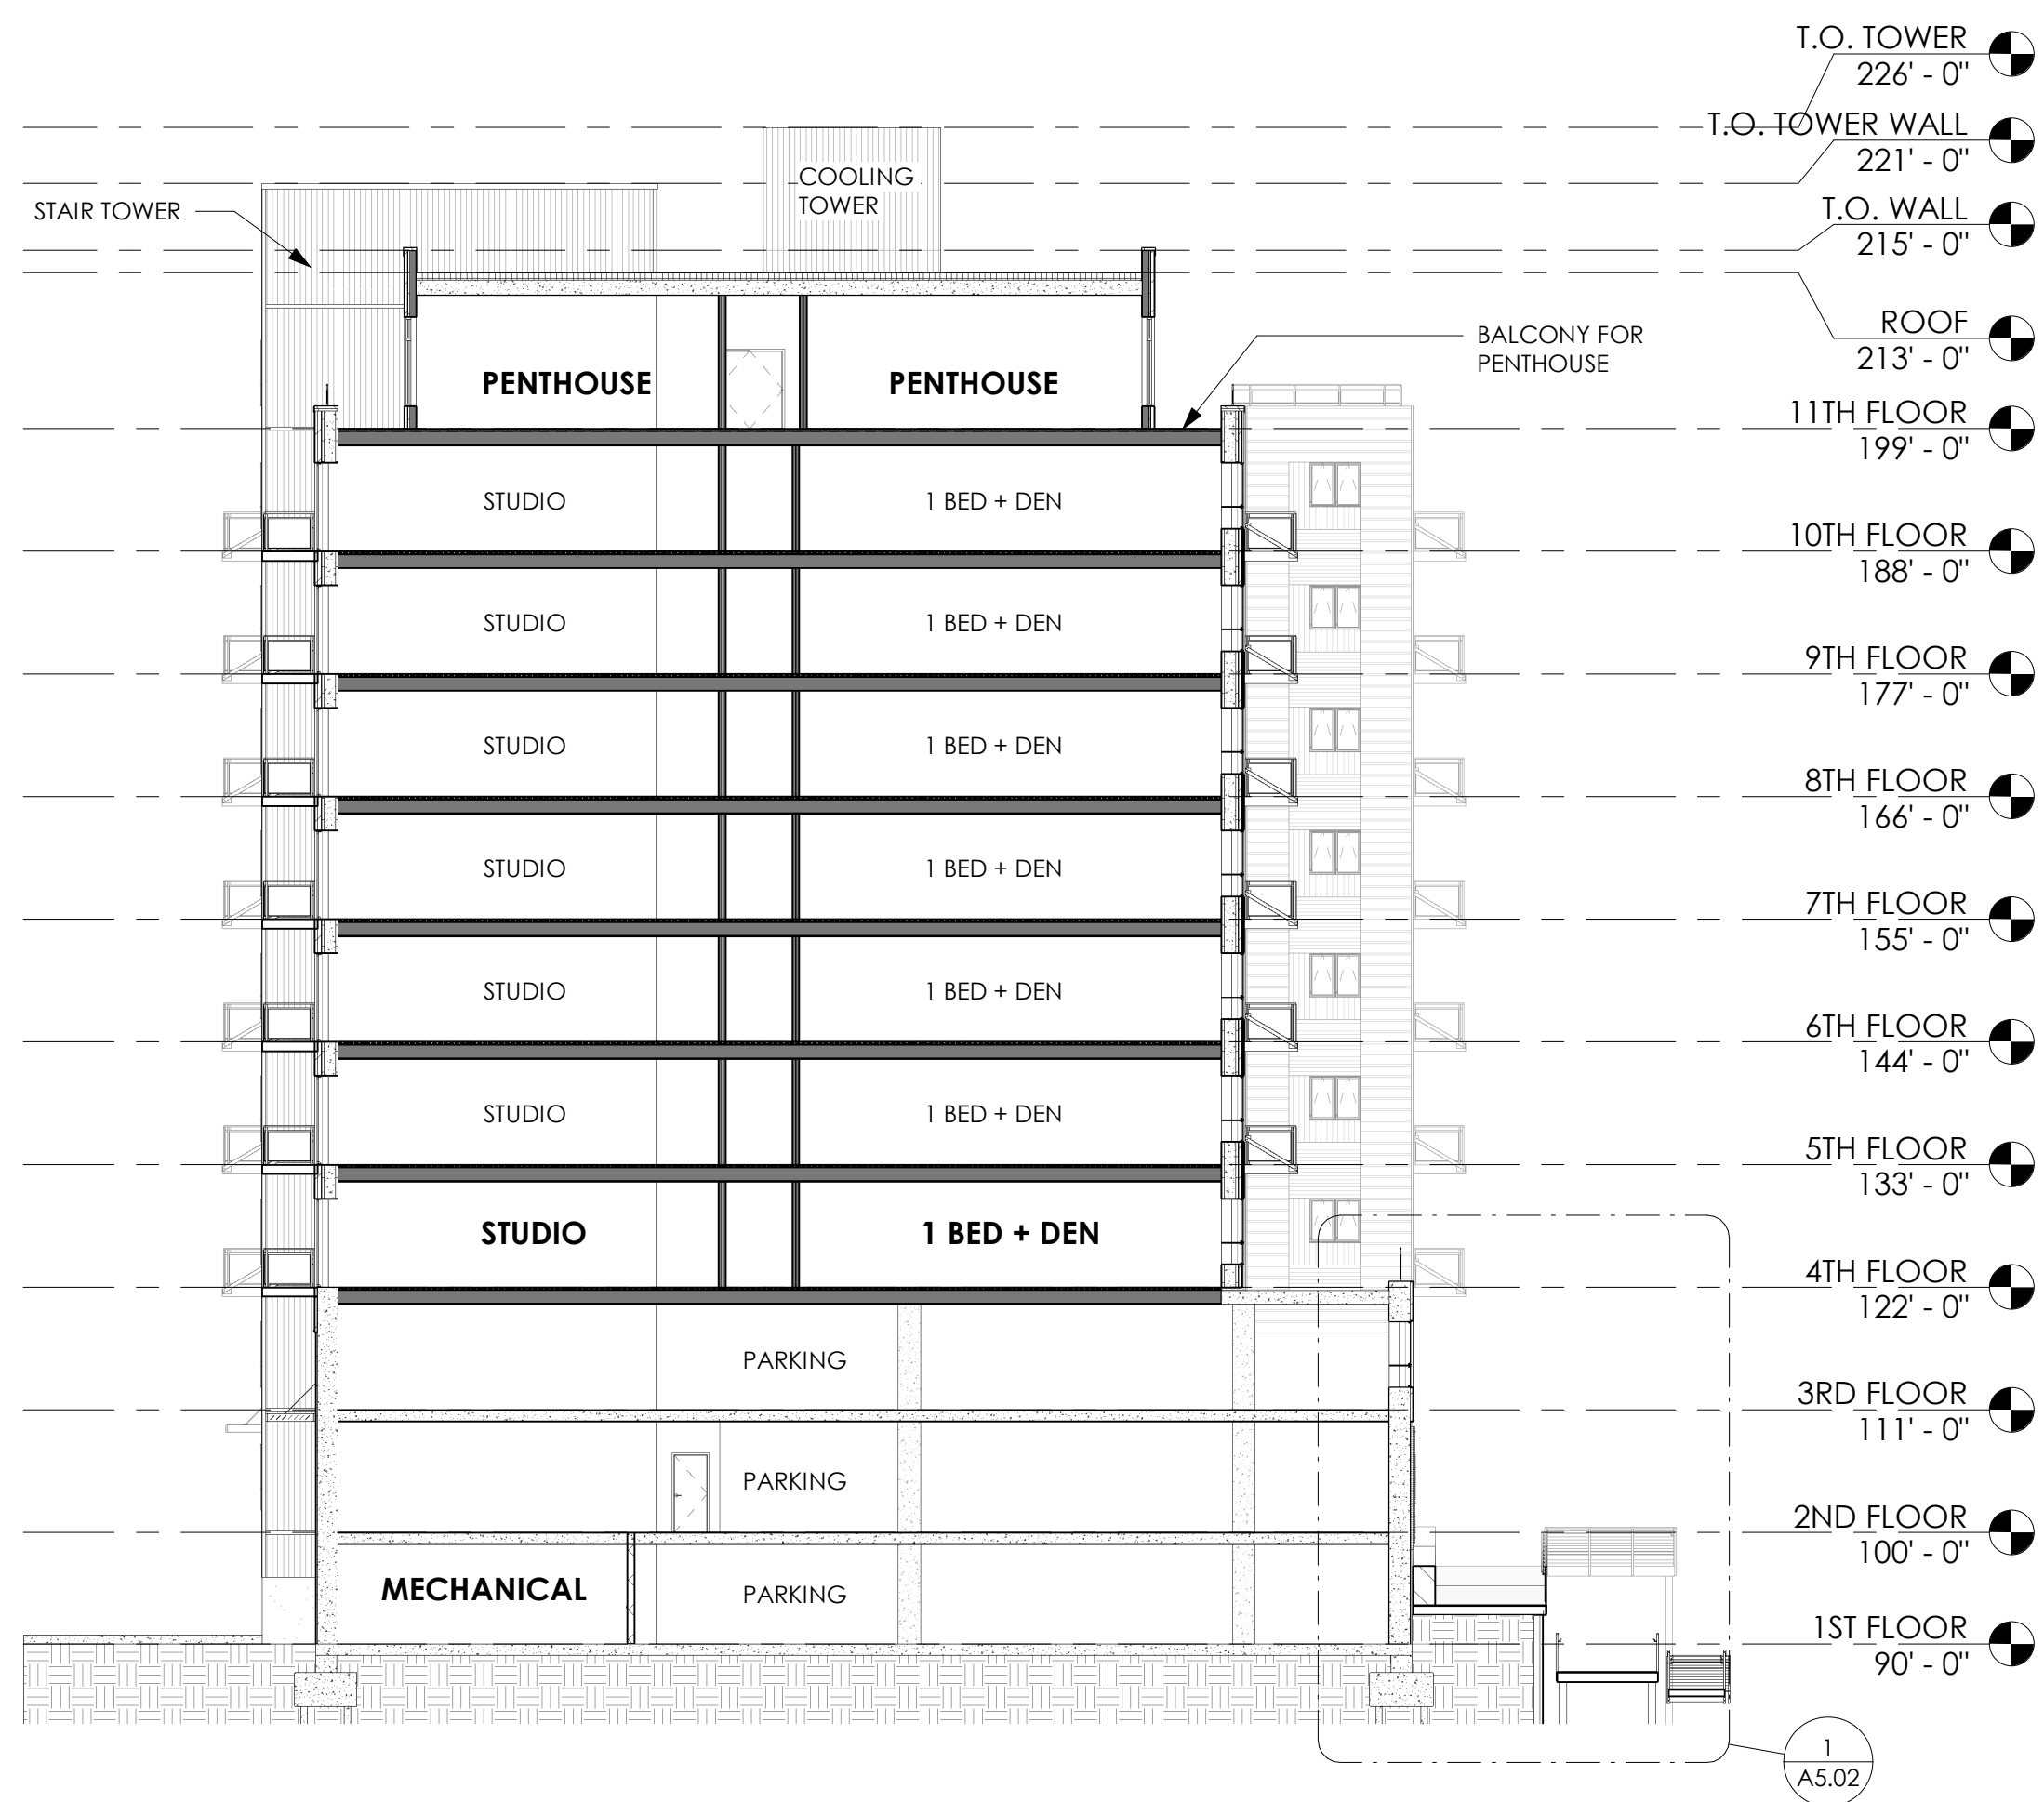 T.O. TOWER
226' - 0"
T.O. TOWER WALL
221' - 0"
COOLING
TOWER
STAIR TOWER
T.O. WALL
215' - 0"
ROOF
213' - 0"
BALCONY FOR
PENTHOUSE
PENTHOUSE PENTHOUSE
11TH FLOOR
199' - 0"
STUDIO 1 BED + DEN
10TH FLOOR
188' - 0"
STUDIO 1 BED + DEN
9TH FLOOR
177' - 0"
STUDIO 1 BED + DEN
8TH FLOOR
166' - 0"
STUDIO 1 BED + DEN
7TH FLOOR
155' - 0"
STUDIO 1 BED + DEN
6TH FLOOR
144' - 0"
STUDIO 1 BED + DEN
5TH FLOOR
133' - 0"
STUDIO 1 BED + DEN
4TH FLOOR
122' - 0"
PARKING
3RD FLOOR
111' - 0"
PARKING
2ND FLOOR
100' - 0"
MECHANICAL PARKING
1ST FLOOR
90' - 0"
1
A5.02